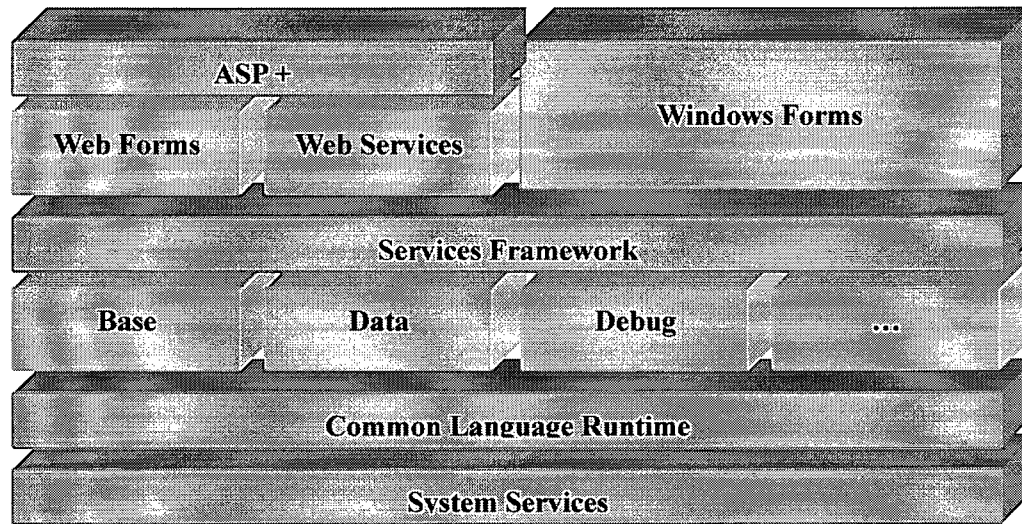 ASP +
Windows Forms
Web Forms
Web Services
Services Framework
Base
Data
Debug
...
Common Language Runtime
System Services